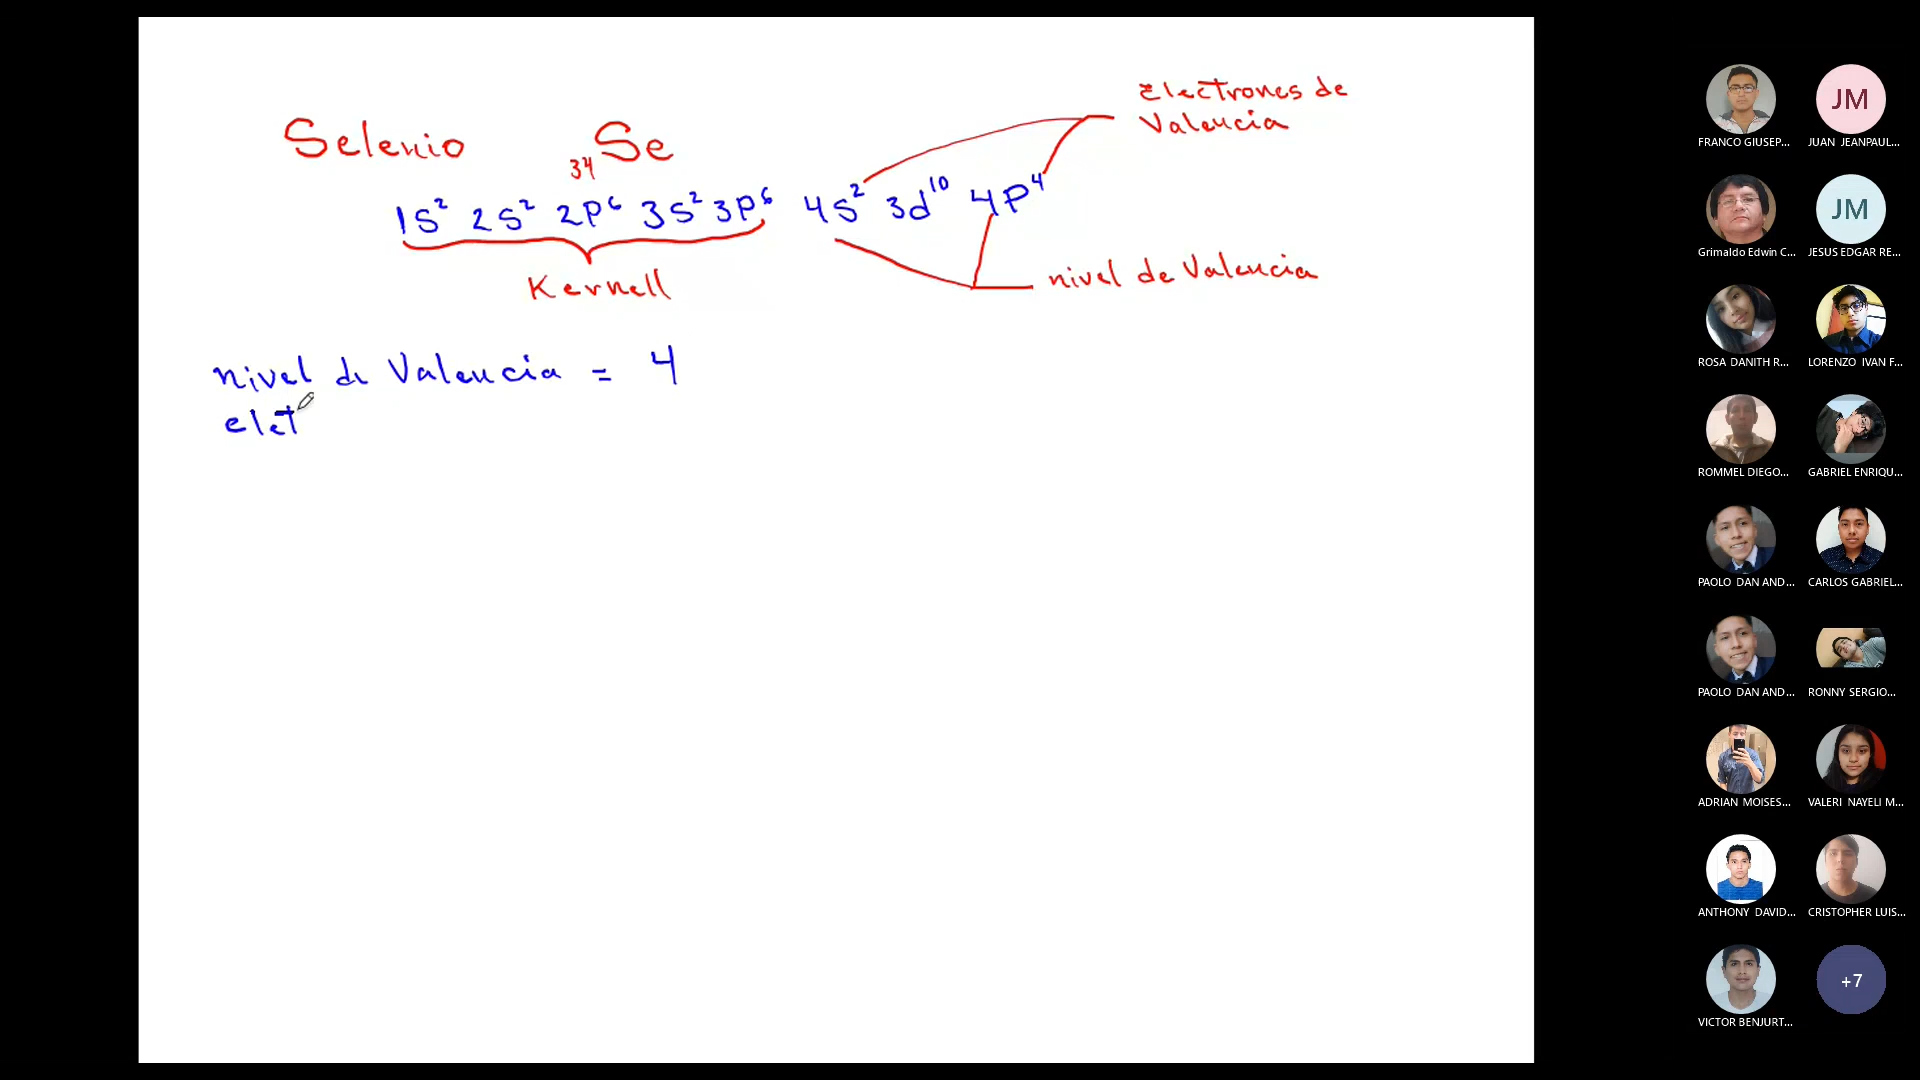 Selenio ₃₄Se
Electrones de
Valencia
1s² 2s² 2p⁶ 3s² 3p⁶ 4s² 3d¹⁰ 4p⁴
Kernell
nivel de Valencia
nivel de Valencia = 4
elet
FRANCO GIUSEP...
JM
JUAN JEANPAUL...
Grimaldo Edwin C...
JM
JESUS EDGAR RE...
ROSA DANITH R...
LORENZO IVAN F...
ROMMEL DIEGO...
GABRIEL ENRIQU...
PAOLO DAN AND...
CARLOS GABRIEL...
PAOLO DAN AND...
RONNY SERGIO...
ADRIAN MOISES...
VALERI NAYELI M...
ANTHONY DAVID...
CRISTOPHER LUIS...
VICTOR BENJURT...
+7